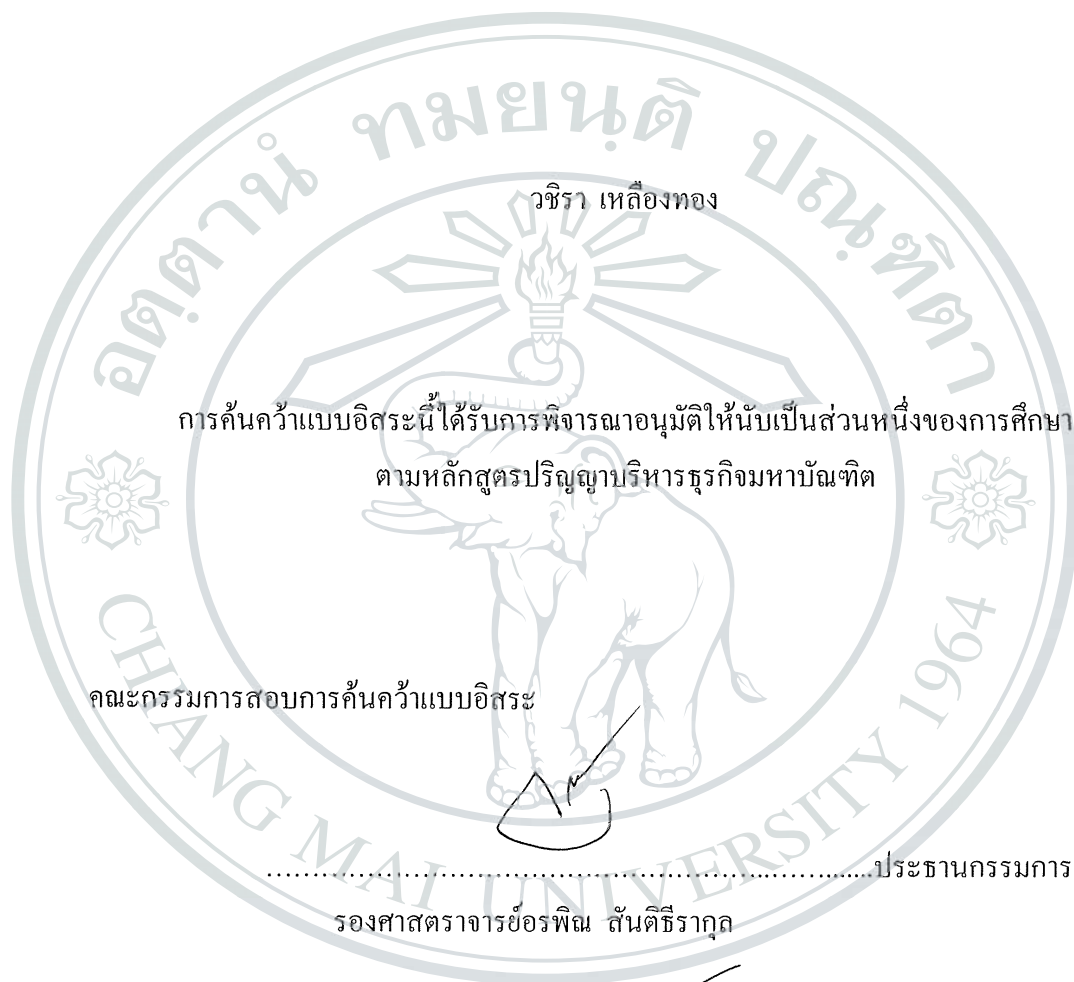 อตฺตานํ ทมยนฺติ ปณฺฑิตา
วชิรา เหลืองทอง
การค้นคว้าแบบอิสระนี้ได้รับการพิจารณาอนุมัติให้นับเป็นส่วนหนึ่งของการศึกษา
ตามหลักสูตรปริญญาบริหารธุรกิจมหาบัณฑิต
คณะกรรมการสอบการค้นคว้าแบบอิสระ
..............................................................ประธานกรรมการ
รองศาสตราจารย์อรพิณ สันติธีรากุล
CHIANG MAI UNIVERSITY 1964